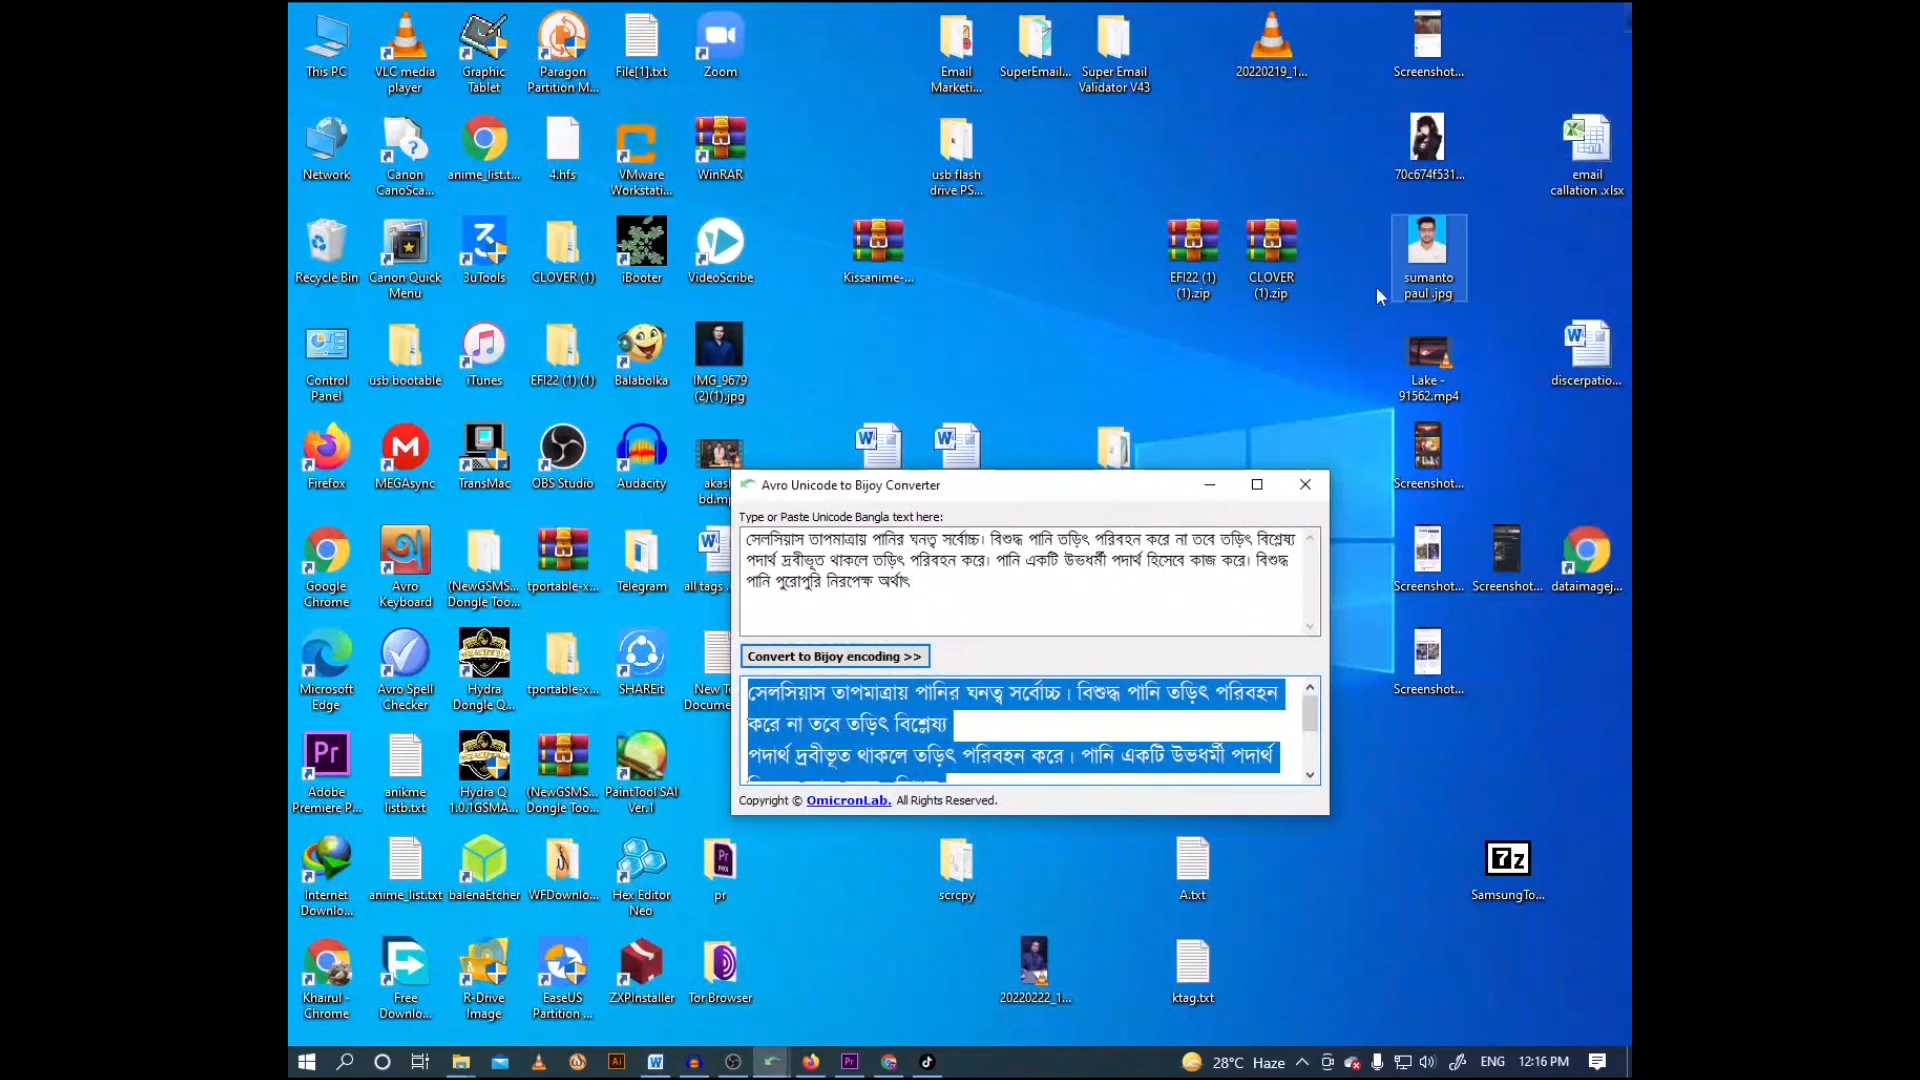 This PC
VLC media player
Graphic Tablet
Paragon Partition M...
File[1].txt
Zoom
Email Marketi...
SuperEmail...
Super Email Validator V43
20220219_1...
Screenshot...
Network
Canon CanoSca...
anime_list.t...
4.hfs
VMware Workstati...
WinRAR
usb flash drive PS...
70c674f531...
email callation .xlsx
Recycle Bin
Canon Quick Menu
3uTools
CLOVER (1)
iBooter
VideoScribe
Kissanime-...
EFI22 (1) (1).zip
CLOVER (1).zip
sumanto paul .jpg
Control Panel
usb bootable
iTunes
EFI22 (1) (1)
Balabolka
IMG_9679 (2)(1).jpg
Lake - 91562.mp4
discerpatio...
Firefox
MEGAsync
TransMac
OBS Studio
Audacity
Screenshot...
Avro Unicode to Bijoy Converter
Type or Paste Unicode Bangla text here:
সেলসিয়াস তাপমাত্রায় পানির ঘনত্ব সর্বোচ্চ। বিশুদ্ধ পানি তড়িৎ পরিবহন করে না তবে তড়িৎ বিশ্লেষ্য
পদার্থ দ্রবীভূত থাকলে তড়িৎ পরিবহন করে। পানি একটি উভধর্মী পদার্থ হিসেবে কাজ করে। বিশুদ্ধ
পানি পুরোপুরি নিরপেক্ষ অর্থাৎ
Convert to Bijoy encoding >>
সেলসিয়াস তাপমাত্রায় পানির ঘনত্ব সর্বোচ্চ। বিশুদ্ধ পানি তড়িৎ পরিবহন
করে না তবে তড়িৎ বিশ্লেষ্য
পদার্থ দ্রবীভূত থাকলে তড়িৎ পরিবহন করে। পানি একটি উভধর্মী পদার্থ
Copyright © OmicronLab. All Rights Reserved.
Google Chrome
Avro Keyboard
(NewGSMS... Dongle Too...
tportable-x...
Telegram
all tags
Screenshot...
Screenshot...
dataimagej...
Microsoft Edge
Avro Spell Checker
Hydra Dongle Q...
tportable-x...
SHAREit
Screenshot...
Adobe Premiere P...
anikme listb.txt
Hydra Q 1.0.1GSMA...
(NewGSMS... Dongle Too...
PaintTool SAI Ver.1
Internet Downlo...
anime_list.txt
balenaEtcher
WFDownlo...
Hex Editor Neo
pr
scrcpy
A.txt
SamsungTo...
Khairul - Chrome
Free Downlo...
R-Drive Image
EaseUS Partition ...
ZXPInstaller
Tor Browser
20220222_1...
ktag.txt
28°C Haze
ENG
12:16 PM